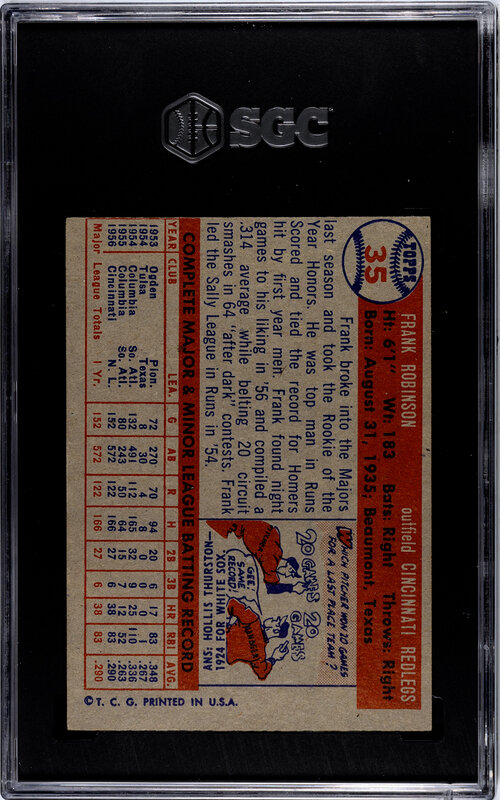 SGC
TOPPS
35
FRANK ROBINSON outfield CINCINNATI REDLEGS
Ht: 6'1" Wt: 183 Bats: Right Throws: Right
Born: August 31, 1935, Beaumont, Texas
Frank broke into the Majors
last season and took the Rookie of the
Year Honors. He was top man in Runs
Scored and tied the record for Homers
hit by first year men. Frank found night
games to his liking in '56 and compiled a
.314 average while belting 20 circuit
smashes in 64 "after dark" contests. Frank
led the Sally League in Runs in '54.
WHICH PITCHER WON 20 GAMES
FOR A LAST PLACE TEAM?
20 GAMES
20 GAMES
GEE SAME RECORD!
ANS: HOLLIS THURSTON—
1924 WHITE SOX
COMPLETE MAJOR & MINOR LEAGUE BATTING RECORD
YEAR CLUB LEA. G AB R H 2B 3B HR RBI AVG.
1953 Ogden Pion. 72 270 70 94 20 6 17 83 .348
1954 Tulsa Texas 8 30 4 8 0 0 0 1 .267
1954 Columbia So. Atl. 132 491 112 165 32 9 25 110 .336
1955 Columbia So. Atl. 80 243 50 64 15 7 12 52 .263
1956 Cincinnati N. L. 152 572 122 166 27 6 38 83 .290
Major League Totals 1 Yr. 152 572 122 166 27 6 38 83 .290
© T. C. G. PRINTED IN U.S.A.